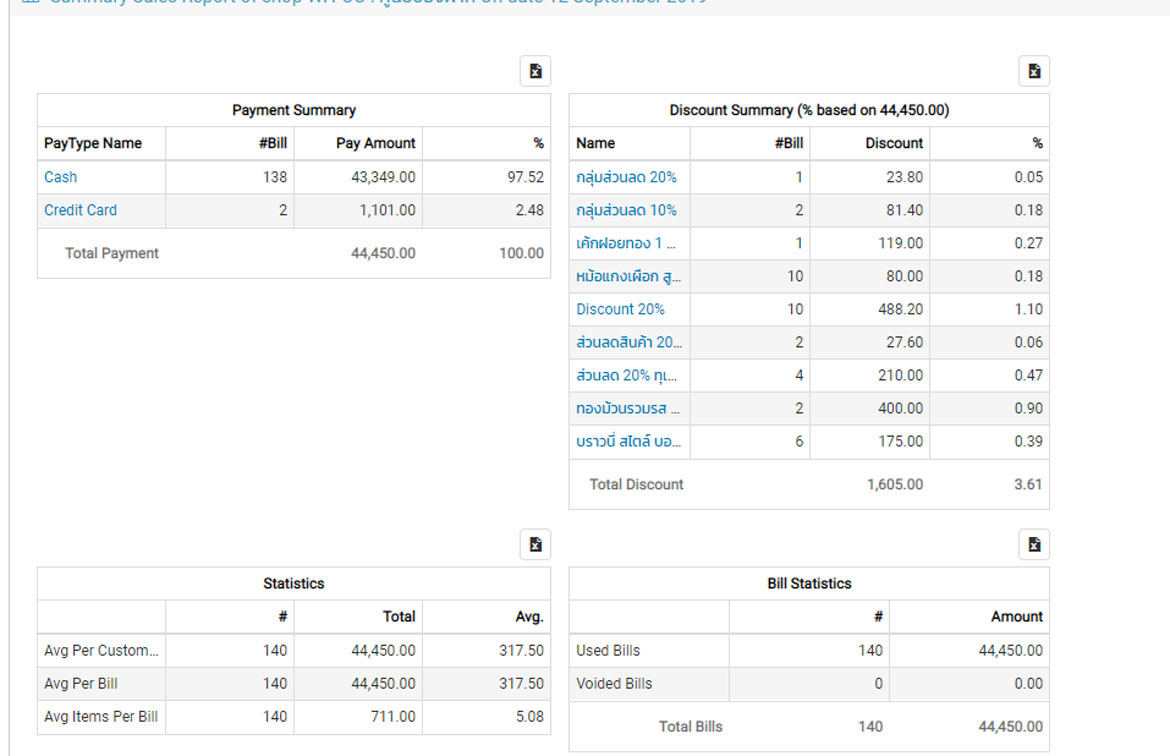 Payment Summary
PayType Name #Bill Pay Amount %
Cash 138 43,349.00 97.52
Credit Card 2 1,101.00 2.48
Total Payment 44,450.00 100.00
Discount Summary (% based on 44,450.00)
Name #Bill Discount %
กลุ่มส่วนลด 20% 1 23.80 0.05
กลุ่มส่วนลด 10% 2 81.40 0.18
เค้กฝอยทอง 1 ... 1 119.00 0.27
หม้อแกงเผือก สู... 10 80.00 0.18
Discount 20% 10 488.20 1.10
ส่วนลดสินค้า 20... 2 27.60 0.06
ส่วนลด 20% ทุเ... 4 210.00 0.47
ทองม้วนรวมรส ... 2 400.00 0.90
บราวนี่ สไตล์ บอ... 6 175.00 0.39
Total Discount 1,605.00 3.61
Statistics
# Total Avg.
Avg Per Custom... 140 44,450.00 317.50
Avg Per Bill 140 44,450.00 317.50
Avg Items Per Bill 140 711.00 5.08
Bill Statistics
# Amount
Used Bills 140 44,450.00
Voided Bills 0 0.00
Total Bills 140 44,450.00